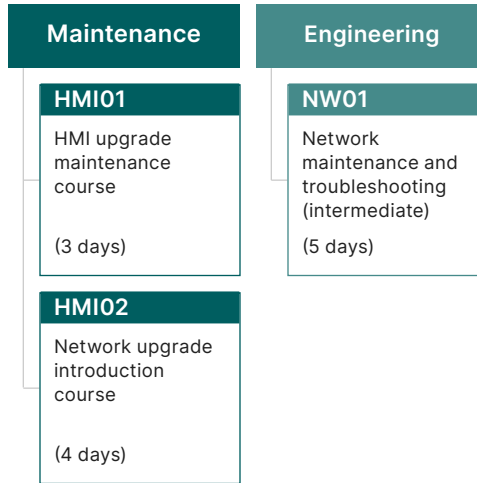 Maintenance
HMI01
HMI upgrade
maintenance
course
(3 days)
HMI02
Network upgrade
introduction
course
(4 days)
Engineering
NW01
Network
maintenance and
troubleshooting
(intermediate)
(5 days)